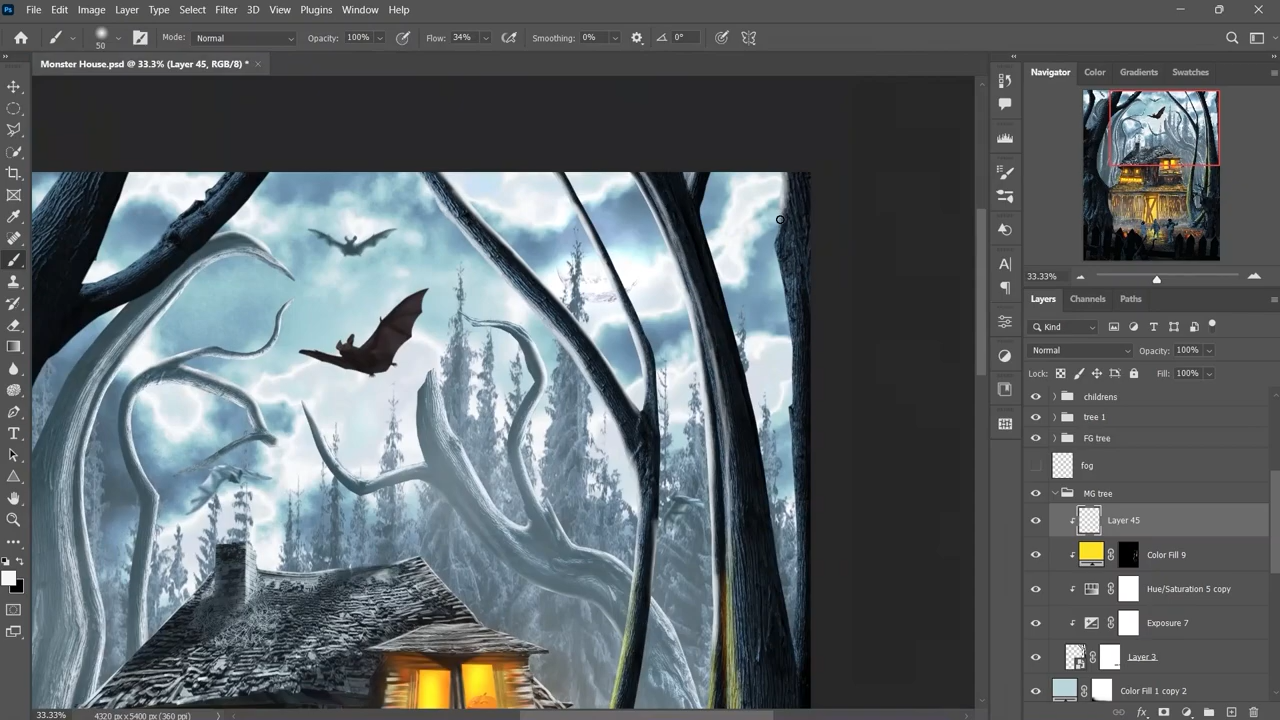 Ps File Edit Image Layer Type Select Filter 3D View Plugins Window Help
50 Mode: Normal Opacity: 100% Flow: 34% Smoothing: 0% 0°
Monster House.psd @ 33.3% (Layer 45, RGB/8) * ×
Navigator Color Gradients Swatches
33.33%
Layers Channels Paths
Kind
Normal Opacity: 100%
Lock: Fill: 100%
childrens
tree 1
FG tree
fog
MG tree
Layer 45
Color Fill 9
Hue/Saturation 5 copy
Exposure 7
Layer 3
Color Fill 1 copy 2
33.33% 4320 px x 5400 px (360 ppi)